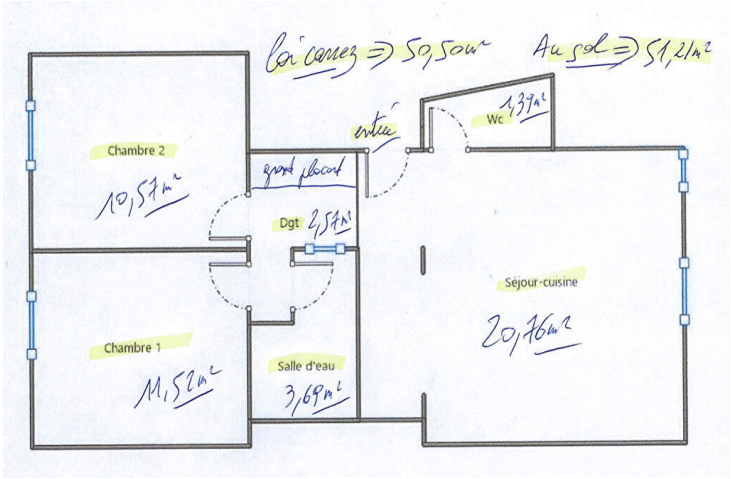 loi carrez => 50,50m²
Au sol => 51,21m²
entrée
Wc
1,39m²
Chambre 2
10,57m²
grand placard
Dgt
2,57m²
Séjour-cuisine
20,76m²
Chambre 1
11,52m²
Salle d'eau
3,69m²